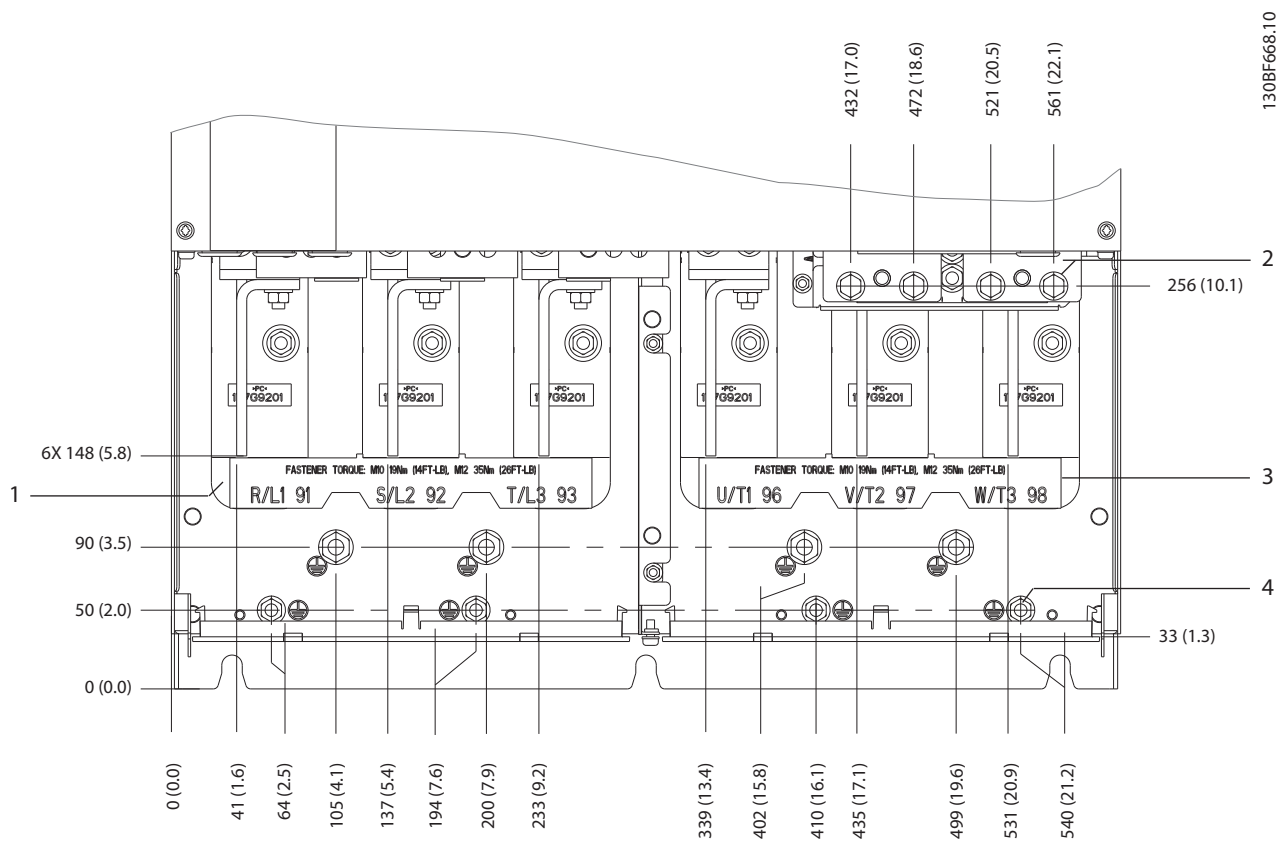 130BF668.10
432 (17.0)
472 (18.6)
521 (20.5)
561 (22.1)
2
256 (10.1)
>PC<
>PC<
>PC<
>PC<
>PC<
>PC<
6X 148 (5.8)
FASTENER TORQUE: M10 19Nm (14FT-LB), M12 35Nm (26FT-LB)
FASTENER TORQUE: M10 19Nm (14FT-LB), M12 35Nm (26FT-LB)
1
R/L1 91 S/L2 92 T/L3 93
U/T1 96 V/T2 97 W/T3 98
3
90 (3.5)
50 (2.0)
4
33 (1.3)
0 (0.0)
0 (0.0)
41 (1.6)
64 (2.5)
105 (4.1)
137 (5.4)
194 (7.6)
200 (7.9)
233 (9.2)
339 (13.4)
402 (15.8)
410 (16.1)
435 (17.1)
499 (19.6)
531 (20.9)
540 (21.2)